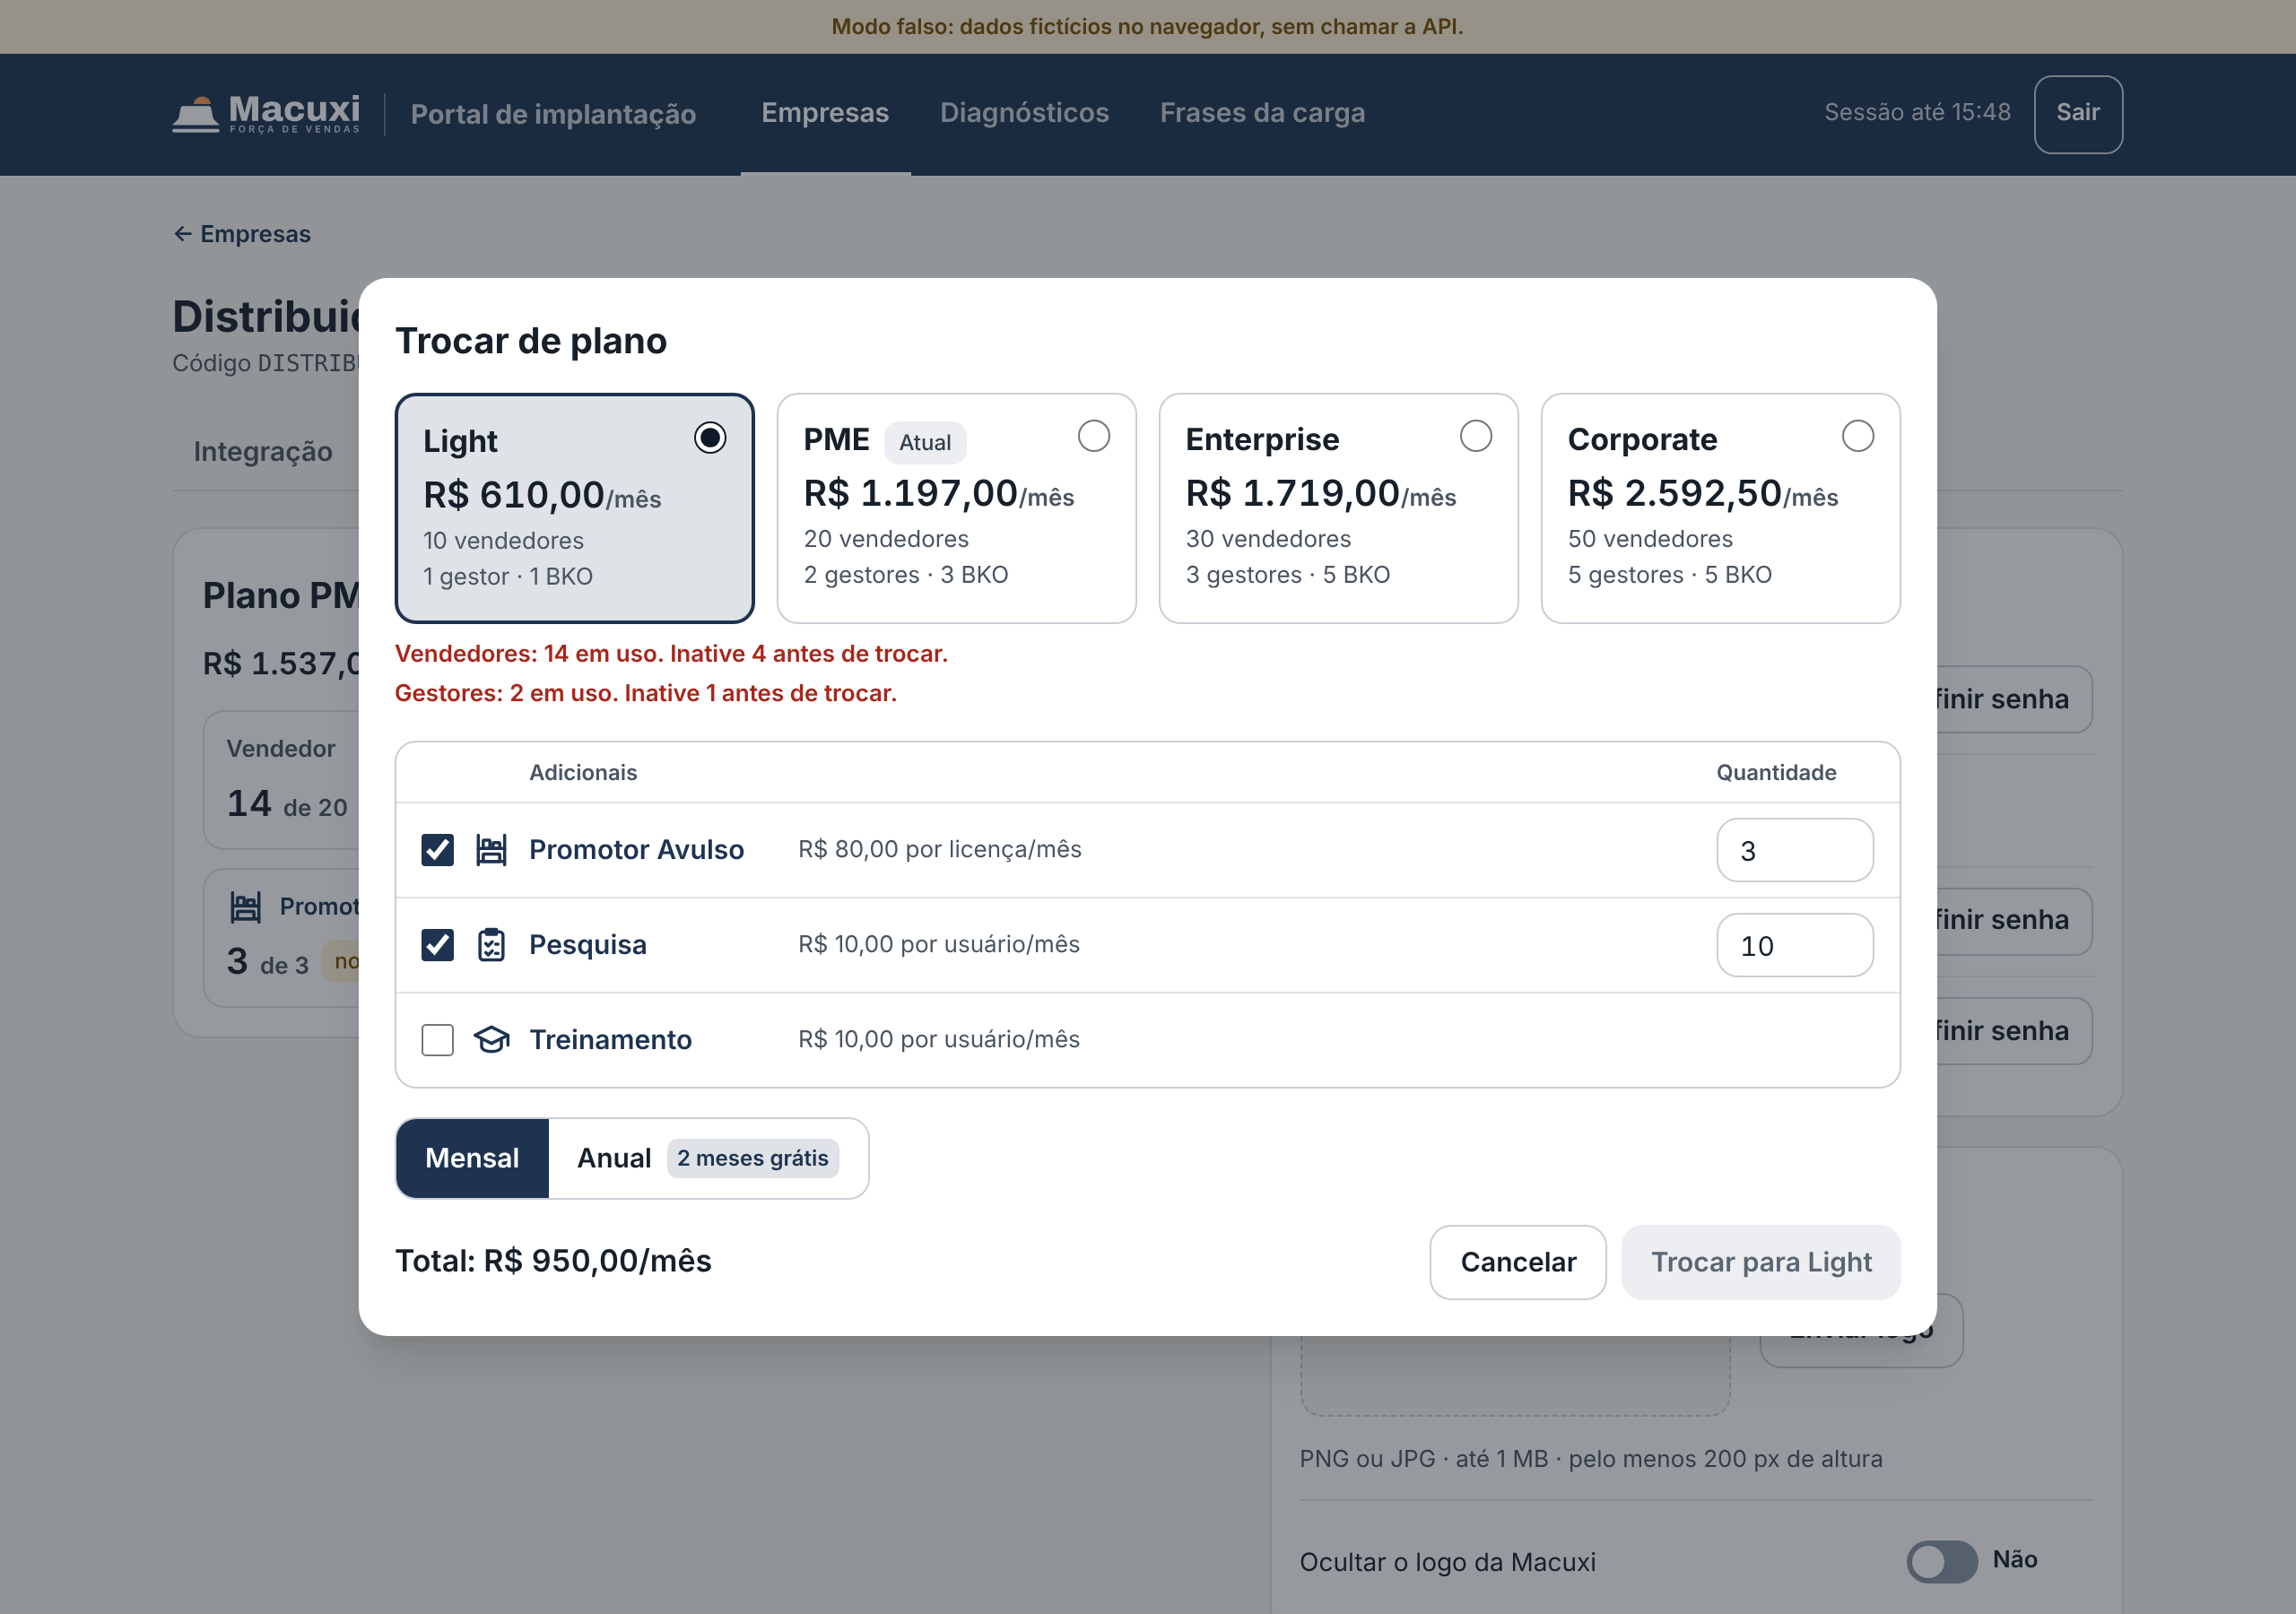 Modo falso: dados fictícios no navegador, sem chamar a API.
Macuxi
FORÇA DE VENDAS
Portal de implantação
Empresas
Diagnósticos
Frases da carga
Sessão até 15:48
Sair
← Empresas
Código
Integração
Plano
R$
Vendedor
14 de 20
3 de 3
Trocar de plano
Light
R$ 610,00/mês
10 vendedores
1 gestor · 1 BKO
PME Atual
R$ 1.197,00/mês
20 vendedores
2 gestores · 3 BKO
Enterprise
R$ 1.719,00/mês
30 vendedores
3 gestores · 5 BKO
Corporate
R$ 2.592,50/mês
50 vendedores
5 gestores · 5 BKO
Vendedores: 14 em uso. Inative 4 antes de trocar.
Gestores: 2 em uso. Inative 1 antes de trocar.
Adicionais
Quantidade
Promotor Avulso
R$ 80,00 por licença/mês
3
Pesquisa
R$ 10,00 por usuário/mês
10
Treinamento
R$ 10,00 por usuário/mês
Mensal
Anual 2 meses grátis
Total: R$ 950,00/mês
Cancelar
Trocar para Light
senha
senha
senha
PNG ou JPG · até 1 MB · pelo menos 200 px de altura
Ocultar o logo da Macuxi
Não